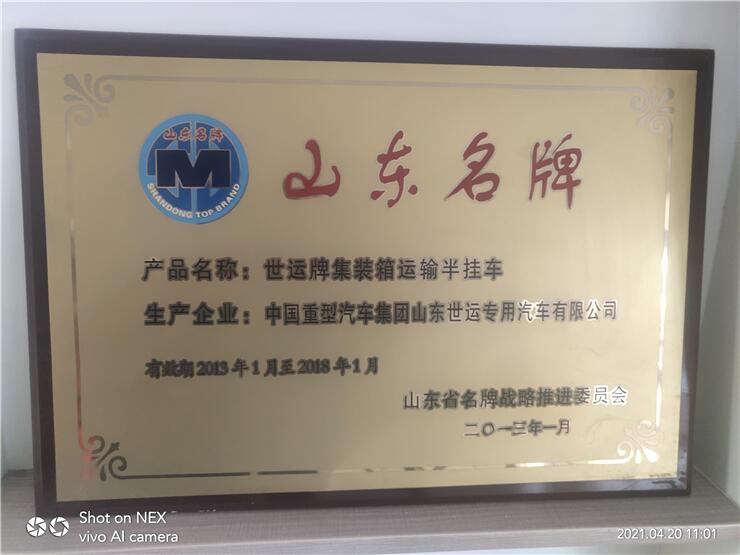 山东名牌
M
SHANDONG TOP BRAND
山东名牌
产品名称：世运牌集装箱运输半挂车
生产企业：中国重型汽车集团山东世运专用汽车有限公司
有效期2013年1月至2018年1月
山东省名牌战略推进委员会
二〇一三年一月
Shot on NEX
vivo AI camera
2021.04.20 11:01